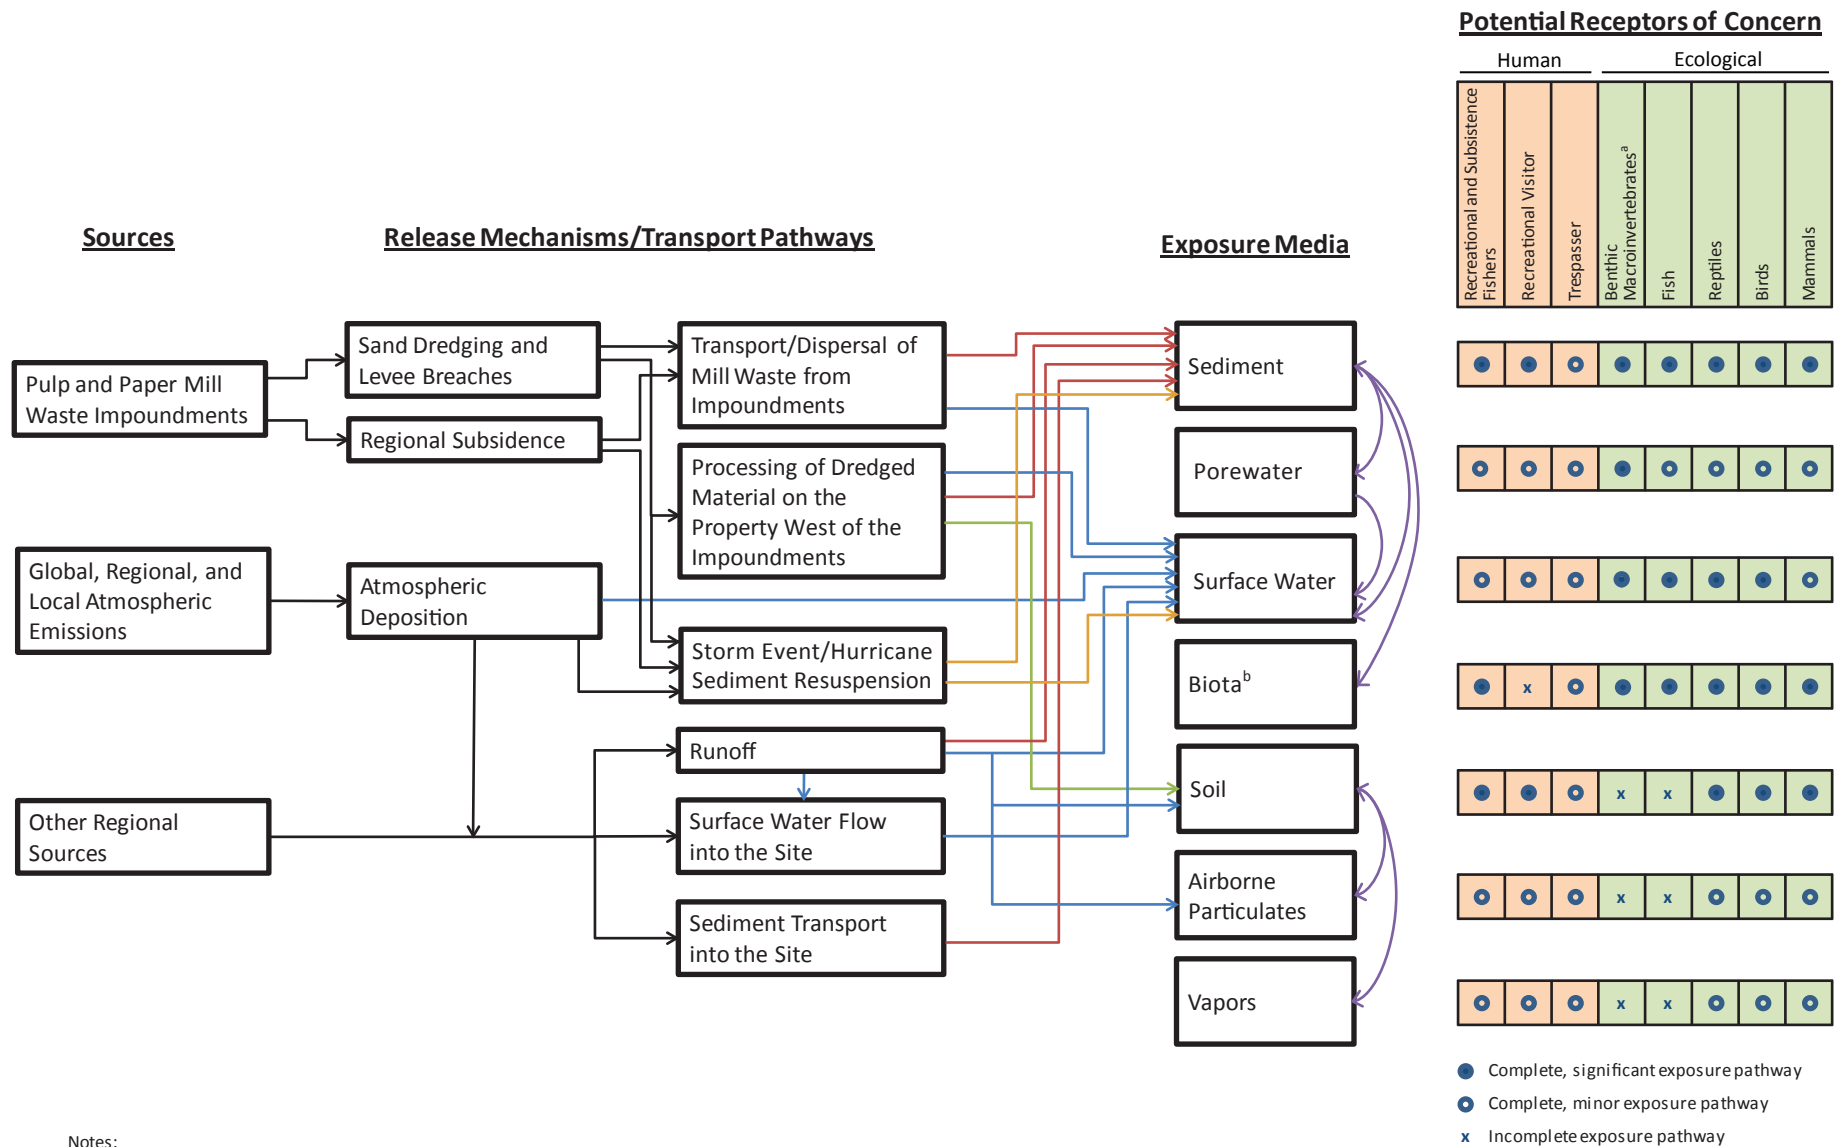 Potential Receptors of Concern
Human
Ecological
Recreational and Subsistence
Fishers
Recreational Visitor
Trespasser
Benthic
Macroinvertebratesᵃ
Fish
Reptiles
Birds
Mammals
Sources
Release Mechanisms/Transport Pathways
Exposure Media
Pulp and Paper Mill
Waste Impoundments
Global, Regional, and
Local Atmospheric
Emissions
Other Regional
Sources
Sand Dredging and
Levee Breaches
Regional Subsidence
Atmospheric
Deposition
Transport/Dispersal of
Mill Waste from
Impoundments
Processing of Dredged
Material on the
Property West of the
Impoundments
Storm Event/Hurricane
Sediment Resuspension
Runoff
Surface Water Flow
into the Site
Sediment Transport
into the Site
Sediment
Porewater
Surface Water
Biotaᵇ
x
Soil
x x
Airborne
Particulates
x x
Vapors
x x
Complete, significant exposure pathway
Complete, minor exposure pathway
x Incomplete exposure pathway
Notes: